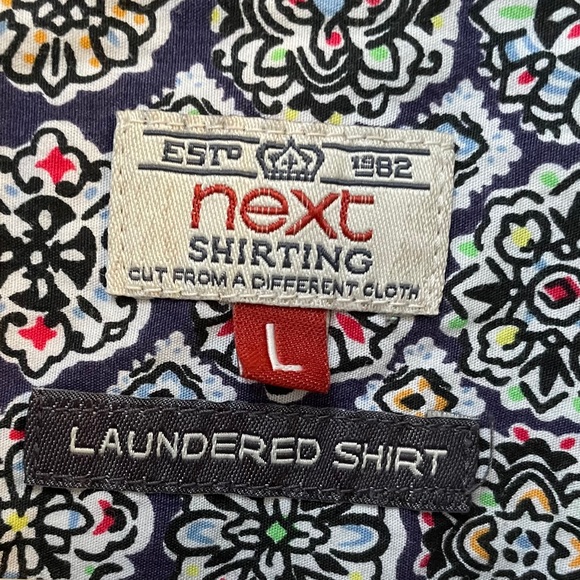 ESTD 1982
next
SHIRTING
CUT FROM A DIFFERENT CLOTH
L
LAUNDERED SHIRT